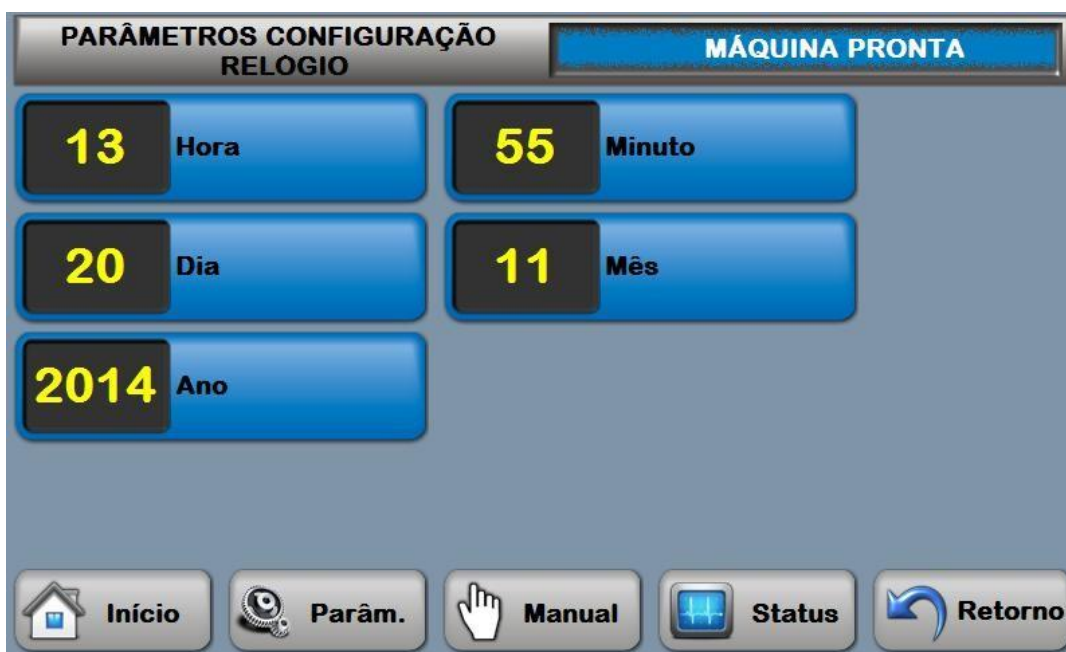 PARÂMETROS CONFIGURAÇÃO
RELOGIO
MÁQUINA PRONTA
13 Hora
55 Minuto
20 Dia
11 Mês
2014 Ano
Início
Parâm.
Manual
Status
Retorno